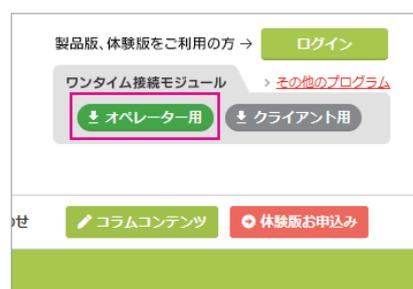 製品版、体験版をご利用の方 → ログイン
ワンタイム接続モジュール > その他のプログラム
オペレーター用 クライアント用
わせ コラムコンテンツ 体験版お申込み